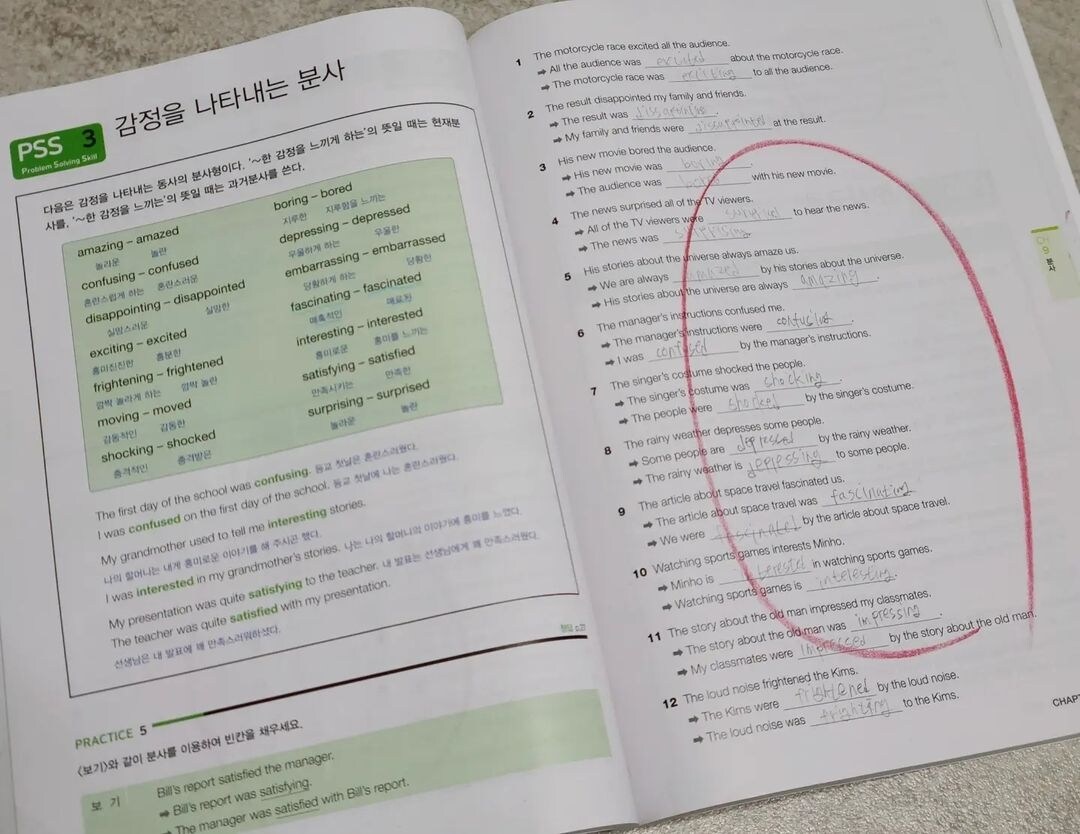 PSS 3
Problem Solving Skill
감정을 나타내는 분사
다음은 감정을 나타내는 동사의 분사형이다. '~한 감정을 느끼게 하는'의 뜻일 때는 현재분
사를, '~한 감정을 느끼는'의 뜻일 때는 과거분사를 쓴다.
amazing – amazed
놀라운 놀란
confusing – confused
혼란스럽게 하는 혼란스러운
disappointing – disappointed
실망스러운 실망한
exciting – excited
흥미진진한 흥분한
frightening – frightened
깜짝 놀라게 하는 깜짝 놀란
moving – moved
감동적인 감동한
shocking – shocked
충격적인 충격받은
boring – bored
지루한 지루함을 느끼는
depressing – depressed
우울하게 하는 우울한
embarrassing – embarrassed
당황하게 하는 당황한
fascinating – fascinated
매혹적인 매료된
interesting – interested
흥미로운 흥미를 느끼는
satisfying – satisfied
만족시키는 만족한
surprising – surprised
놀라운 놀란
The first day of the school was confusing. 등교 첫날은 혼란스러웠다.
I was confused on the first day of the school. 등교 첫날에 나는 혼란스러웠다.
My grandmother used to tell me interesting stories.
나의 할머니는 내게 흥미로운 이야기를 해 주시곤 했다.
I was interested in my grandmother's stories. 나는 나의 할머니의 이야기에 흥미를 느꼈다.
My presentation was quite satisfying to the teacher. 내 발표는 선생님에게 꽤 만족스러웠다.
The teacher was quite satisfied with my presentation.
선생님은 내 발표에 꽤 만족스러워하셨다.
정답 p.21
PRACTICE 5
<보기>와 같이 분사를 이용하여 빈칸을 채우세요.
보 기
Bill's report satisfied the manager.
➡ Bill's report was satisfying.
➡ The manager was satisfied with Bill's report.
1 The motorcycle race excited all the audience.
➡ All the audience was excited about the motorcycle race.
➡ The motorcycle race was exciting to all the audience.
2 The result disappointed my family and friends.
➡ The result was
➡ My family and friends were disappointed at the result.
3 His new movie bored the audience.
➡ His new movie was boring.
➡ The audience was bored with his new movie.
4 The news surprised all of the TV viewers.
➡ All of the TV viewers were surprised to hear the news.
➡ The news was surprising.
5 His stories about the universe always amaze us.
➡ We are always amazed by his stories about the universe.
➡ His stories about the universe are always amazing.
6 The manager's instructions confused me.
➡ The manager's instructions were confusing.
➡ I was confused by the manager's instructions.
7 The singer's costume shocked the people.
➡ The singer's costume was shocking.
➡ The people were shorked by the singer's costume.
8 The rainy weather depresses some people.
➡ Some people are depressed by the rainy weather.
➡ The rainy weather is depressing to some people.
9 The article about space travel fascinated us.
➡ The article about space travel was fascinating.
➡ We were fascinated by the article about space travel.
10 Watching sports games interests Minho.
➡ Minho is interested in watching sports games.
➡ Watching sports games is interesting.
11 The story about the old man impressed my classmates.
➡ The story about the old man was impressing.
➡ My classmates were impressed by the story about the old man.
12 The loud noise frightened the Kims.
➡ The Kims were frightened by the loud noise.
➡ The loud noise was frighting to the Kims.
CH
9
분사
CHAPT